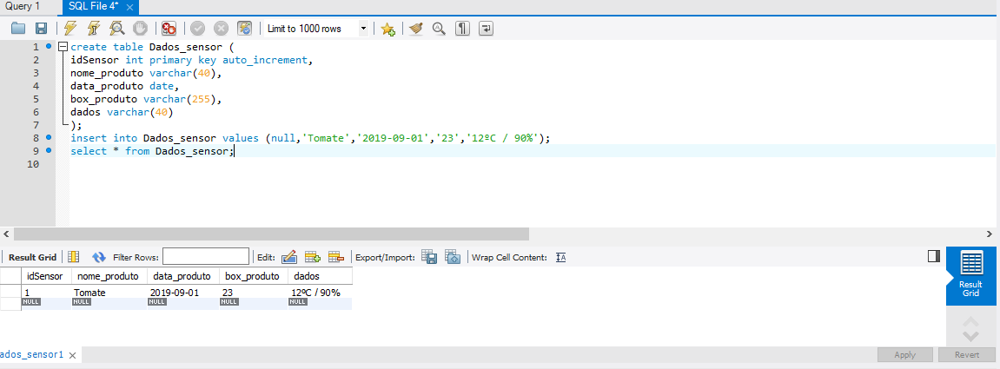 Query 1 SQL File 4* ×
Limit to 1000 rows
1 create table Dados_sensor (
2 idSensor int primary key auto_increment,
3 nome_produto varchar(40),
4 data_produto date,
5 box_produto varchar(255),
6 dados varchar(40)
7 );
8 insert into Dados_sensor values (null,'Tomate','2019-09-01','23','12ºC / 90%');
9 select * from Dados_sensor;
10
Result Grid Filter Rows: Edit: Export/Import: Wrap Cell Content: IA
idSensor nome_produto data_produto box_produto dados
1 Tomate 2019-09-01 23 12ºC / 90%
NULL NULL NULL NULL NULL
Result
Grid
ados_sensor1 × Apply Revert